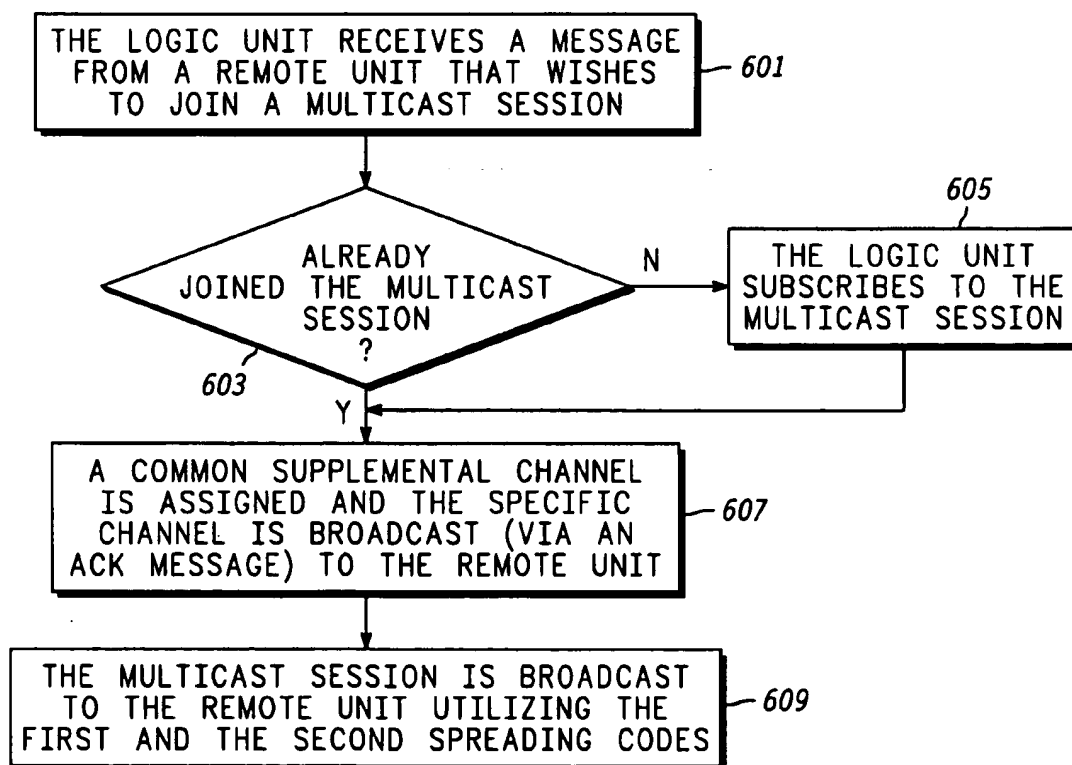 THE LOGIC UNIT RECEIVES A MESSAGE
FROM A REMOTE UNIT THAT WISHES
TO JOIN A MULTICAST SESSION
601
ALREADY
JOINED THE MULTICAST
SESSION
?
603
N
605
THE LOGIC UNIT
SUBSCRIBES TO THE
MULTICAST SESSION
Y
A COMMON SUPPLEMENTAL CHANNEL
IS ASSIGNED AND THE SPECIFIC
CHANNEL IS BROADCAST (VIA AN
ACK MESSAGE) TO THE REMOTE UNIT
607
THE MULTICAST SESSION IS BROADCAST
TO THE REMOTE UNIT UTILIZING THE
FIRST AND THE SECOND SPREADING CODES
609